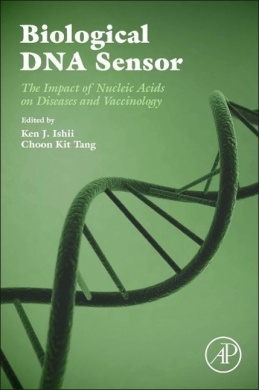 Biological
DNA Sensor
The Impact of Nucleic Acids
on Diseases and Vaccinology
Edited by
Ken J. Ishii
Choon Kit Tang
AP